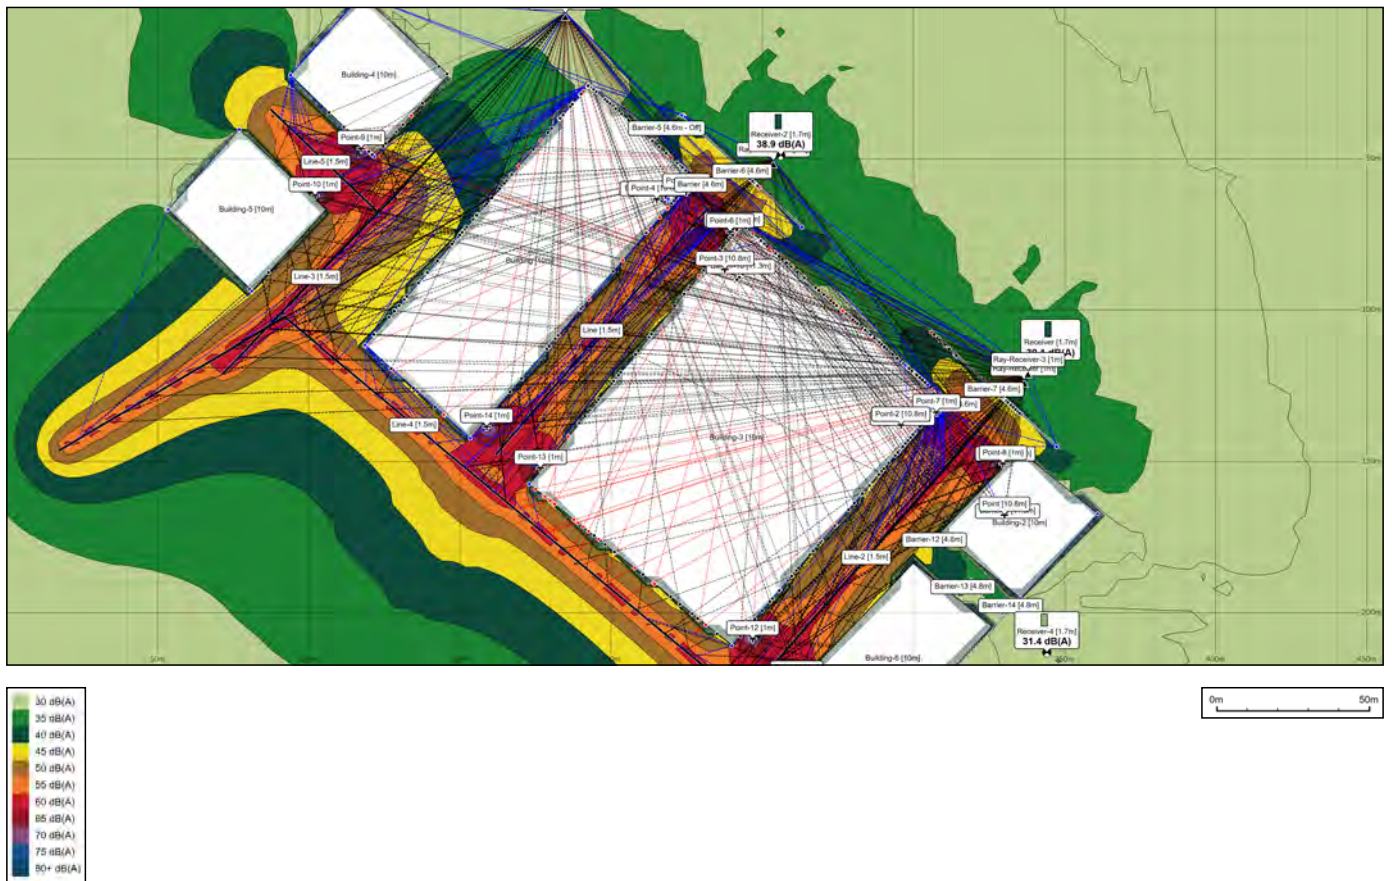 Building-4 [10m]
Receiver-2 [1.7m]
38.9 dB(A)
Barrier-5 [4.6m - Off]
Point-9 [1m]
50m
Line-5 [1.5m]
Barrier-6 [4.6m]
Point-10 [1m]
Barrier [4.6m]
Building-5 [10m]
Point-6 [1m]
Point-3 [10.8m]
Line-3 [1.5m]
100m
Line [1.5m]
Receiver [1.7m]
Ray-Receiver-3 [1m]
Barrier-7 [4.6m]
Point-7 [1m]
Point-2 [10.8m]
Point-14 [1m]
Line-4 [1.5m]
Building-3 [10m]
Point-13 [1m]
Point-8 [1m]
150m
Point [10.8m]
Building-2 [10m]
Barrier-12 [4.6m]
Line-2 [1.5m]
Barrier-13 [4.8m]
Barrier-14 [4.8m]
200m
Point-12 [1m]
Receiver-4 [1.7m]
31.4 dB(A)
Building-6 [10m]
50m
400m
450m
30 dB(A)
35 dB(A)
40 dB(A)
45 dB(A)
50 dB(A)
55 dB(A)
60 dB(A)
65 dB(A)
70 dB(A)
75 dB(A)
80+ dB(A)
0m
50m